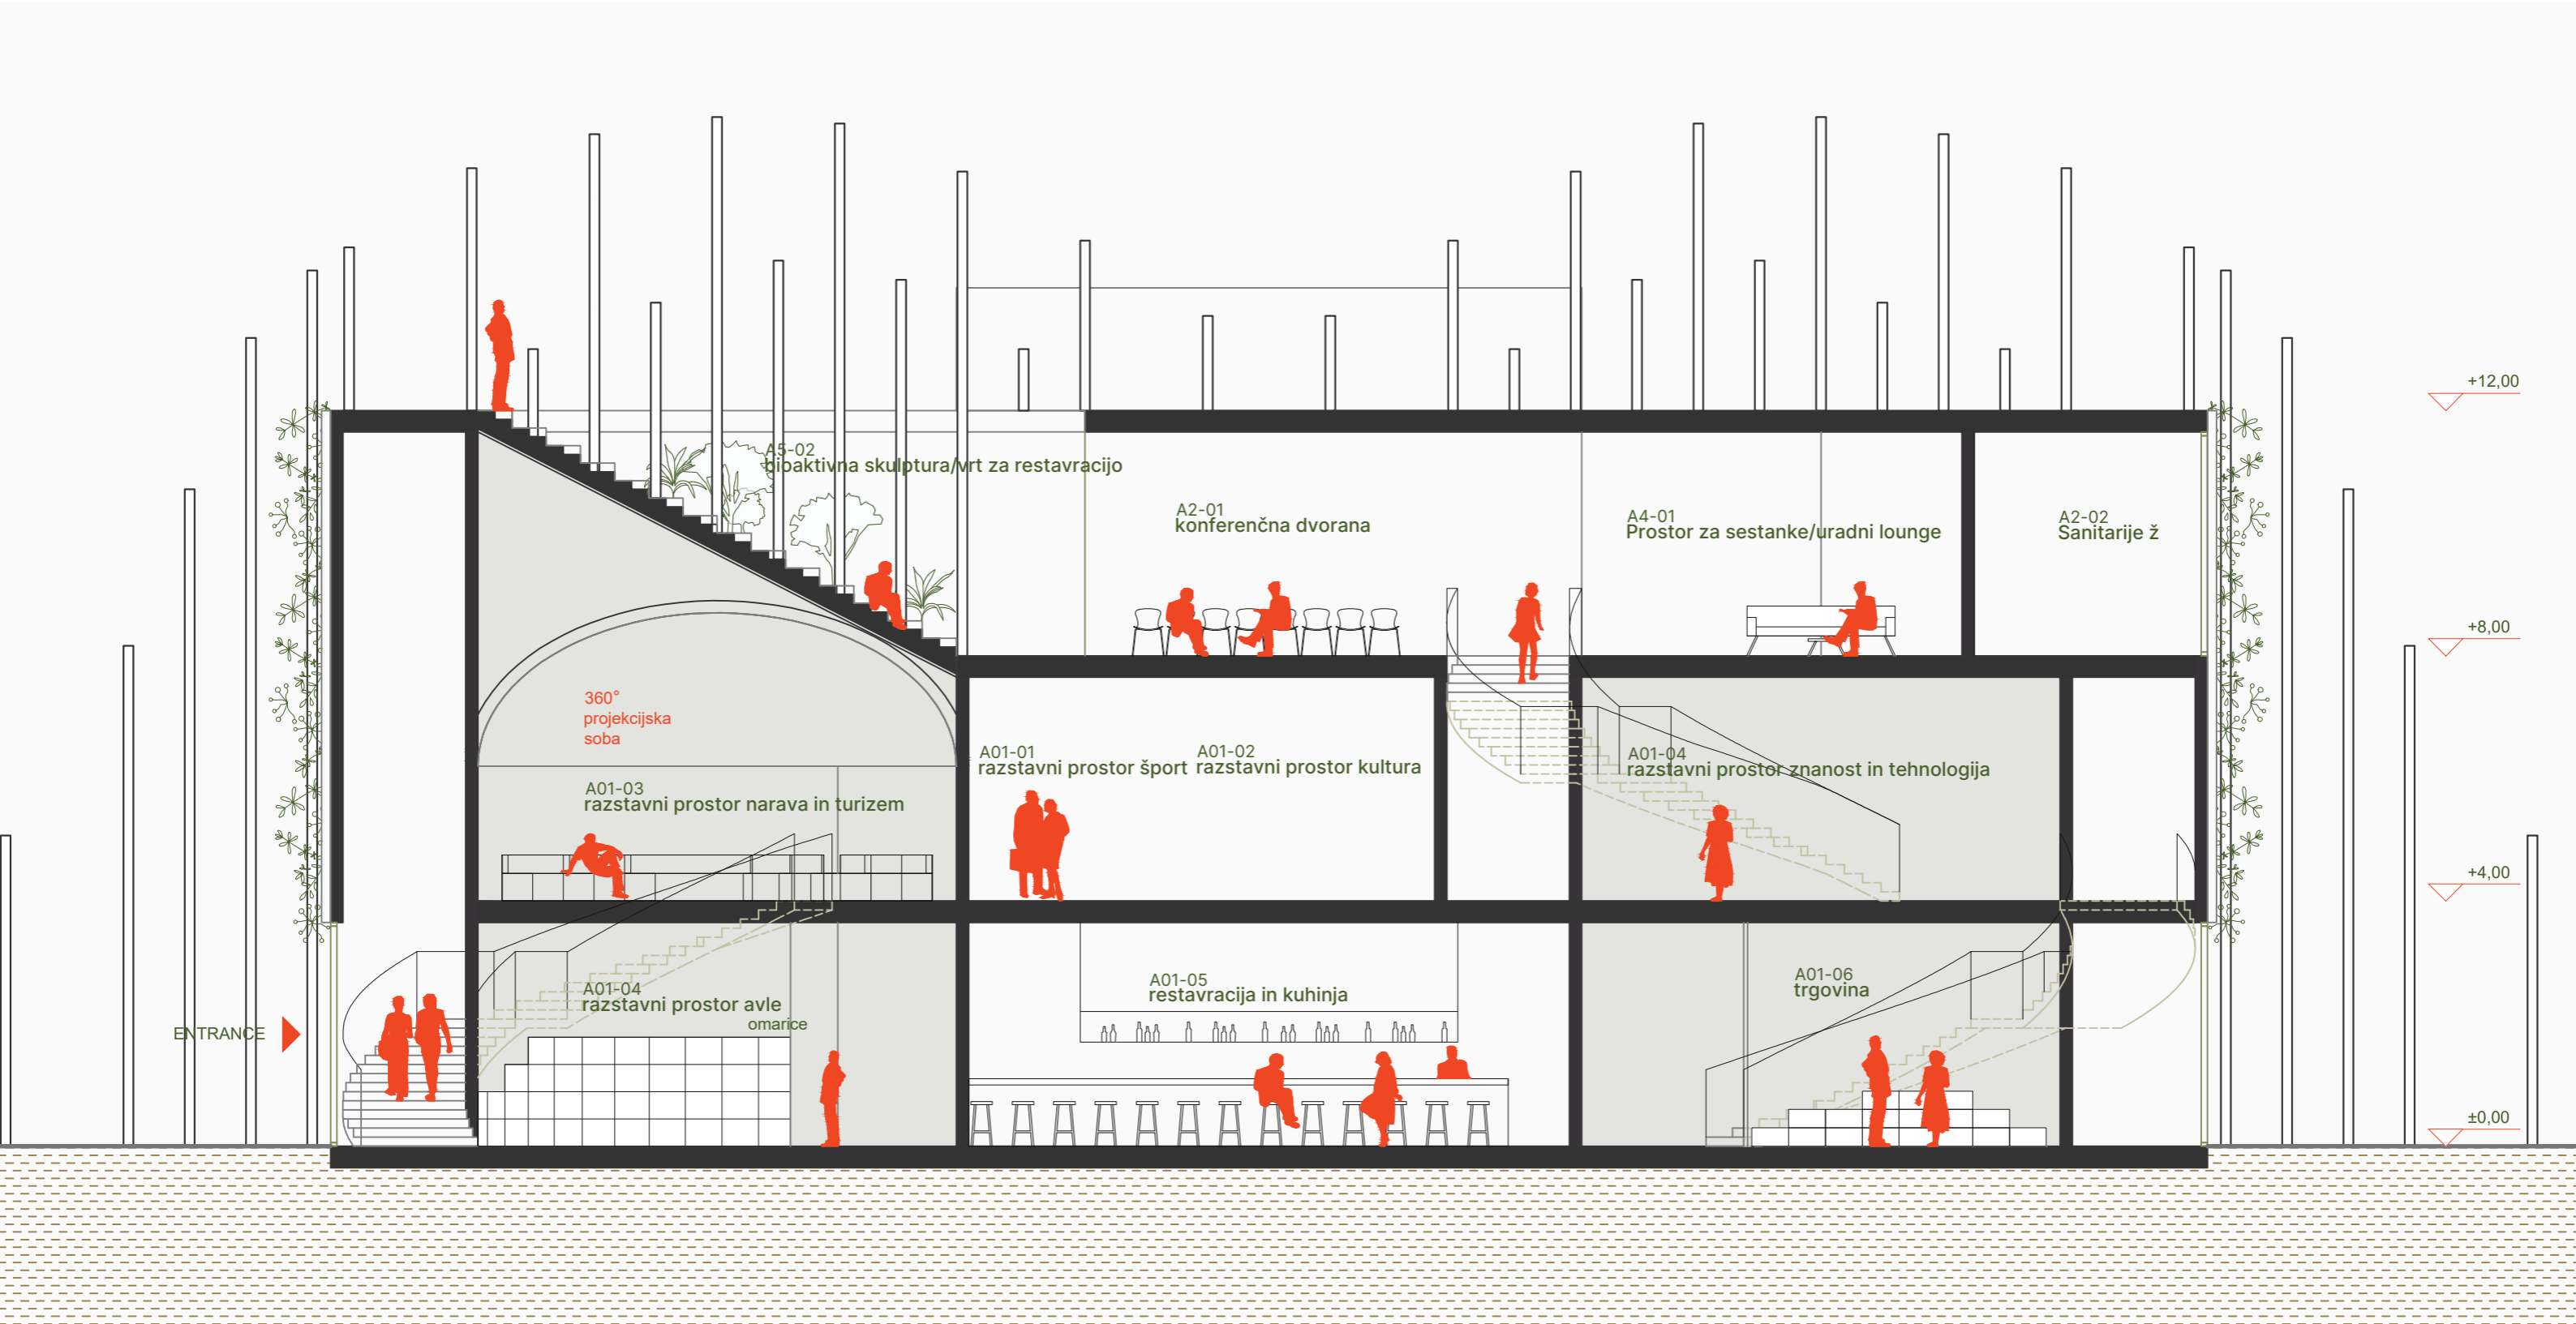 +12,00
A5-02
bioaktivna skulptura/vrt za restavracijo
A2-01
konferenčna dvorana
A4-01
Prostor za sestanke/uradni lounge
A2-02
Sanitarije ž
+8,00
360°
projekcijska
soba
A01-03
razstavni prostor narava in turizem
A01-01
razstavni prostor šport
A01-02
razstavni prostor kultura
A01-04
razstavni prostor znanost in tehnologija
+4,00
ENTRANCE
A01-04
razstavni prostor avle
omarice
A01-05
restavracija in kuhinja
A01-06
trgovina
±0,00